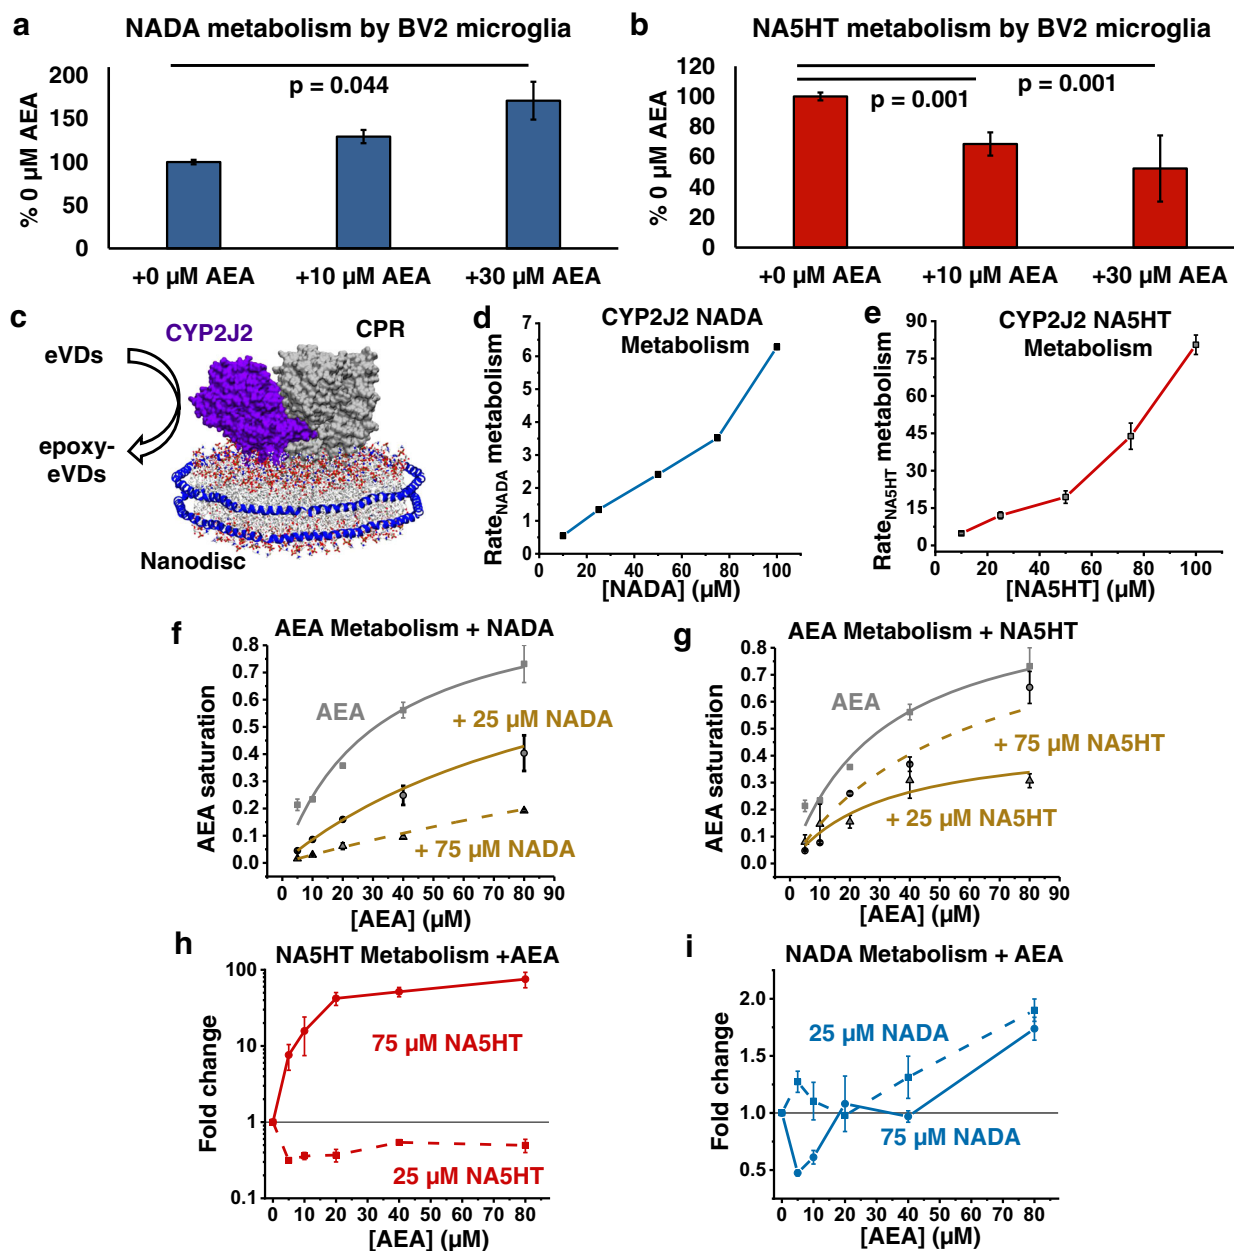 a
NADA metabolism by BV2 microglia
% 0 µM AEA
200
150
100
50
0
p = 0.044
+0 µM AEA
+10 µM AEA
+30 µM AEA
b
NA5HT metabolism by BV2 microglia
% 0 µM AEA
120
100
80
60
40
20
0
p = 0.001
p = 0.001
+0 µM AEA
+10 µM AEA
+30 µM AEA
c
CYP2J2
CPR
eVDs
epoxy-
eVDs
Nanodisc
d
CYP2J2 NADA
Metabolism
RateNADA metabolism
7
6
5
4
3
2
1
0
0 20 40 60 80 100
[NADA] (µM)
e
CYP2J2 NA5HT
Metabolism
RateNA5HT metabolism
90
75
60
45
30
15
0
0 20 40 60 80 100
[NA5HT] (µM)
f
AEA Metabolism + NADA
AEA saturation
0.8
0.7
0.6
0.5
0.4
0.3
0.2
0.1
0.0
AEA
+ 25 µM NADA
+ 75 µM NADA
0 10 20 30 40 50 60 70 80 90
[AEA] (µM)
g
AEA Metabolism + NA5HT
AEA saturation
0.8
0.7
0.6
0.5
0.4
0.3
0.2
0.1
0.0
AEA
+ 75 µM NA5HT
+ 25 µM NA5HT
0 10 20 30 40 50 60 70 80 90
[AEA] (µM)
h
NA5HT Metabolism +AEA
Fold change
100
10
1
0.1
75 µM NA5HT
25 µM NA5HT
0 10 20 30 40 50 60 70 80
[AEA] (µM)
i
NADA Metabolism + AEA
Fold change
2.0
1.5
1.0
0.5
25 µM NADA
75 µM NADA
0 20 40 60 80
[AEA] (µM)